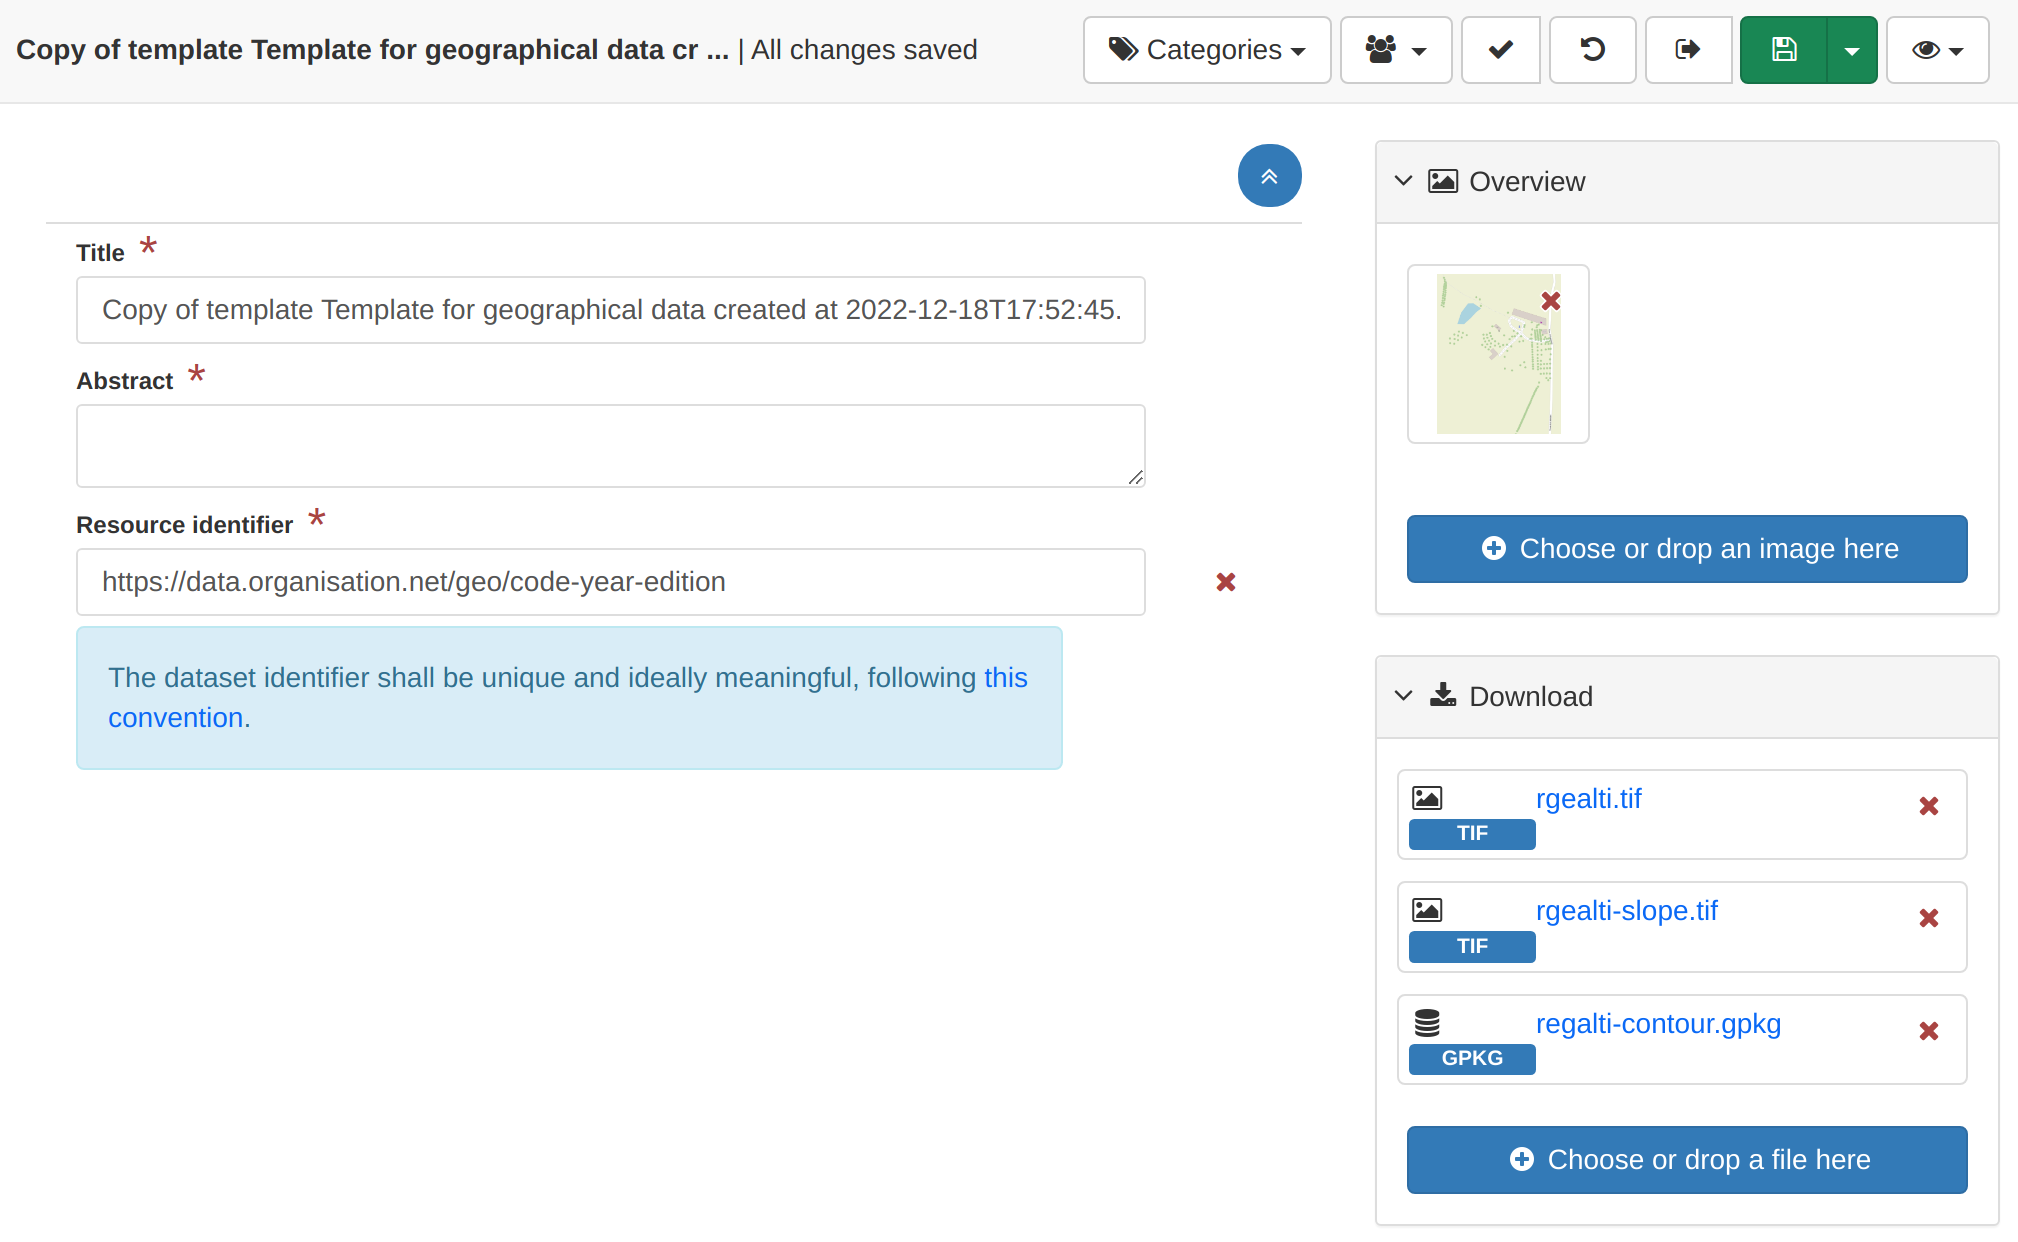 Copy of template Template for geographical data cr ... | All changes saved
Categories
Title *
Copy of template Template for geographical data created at 2022-12-18T17:52:45.
Abstract *
Resource identifier *
https://data.organisation.net/geo/code-year-edition
The dataset identifier shall be unique and ideally meaningful, following this
convention.
Overview
Choose or drop an image here
Download
rgealti.tif
TIF
rgealti-slope.tif
TIF
regalti-contour.gpkg
GPKG
Choose or drop a file here